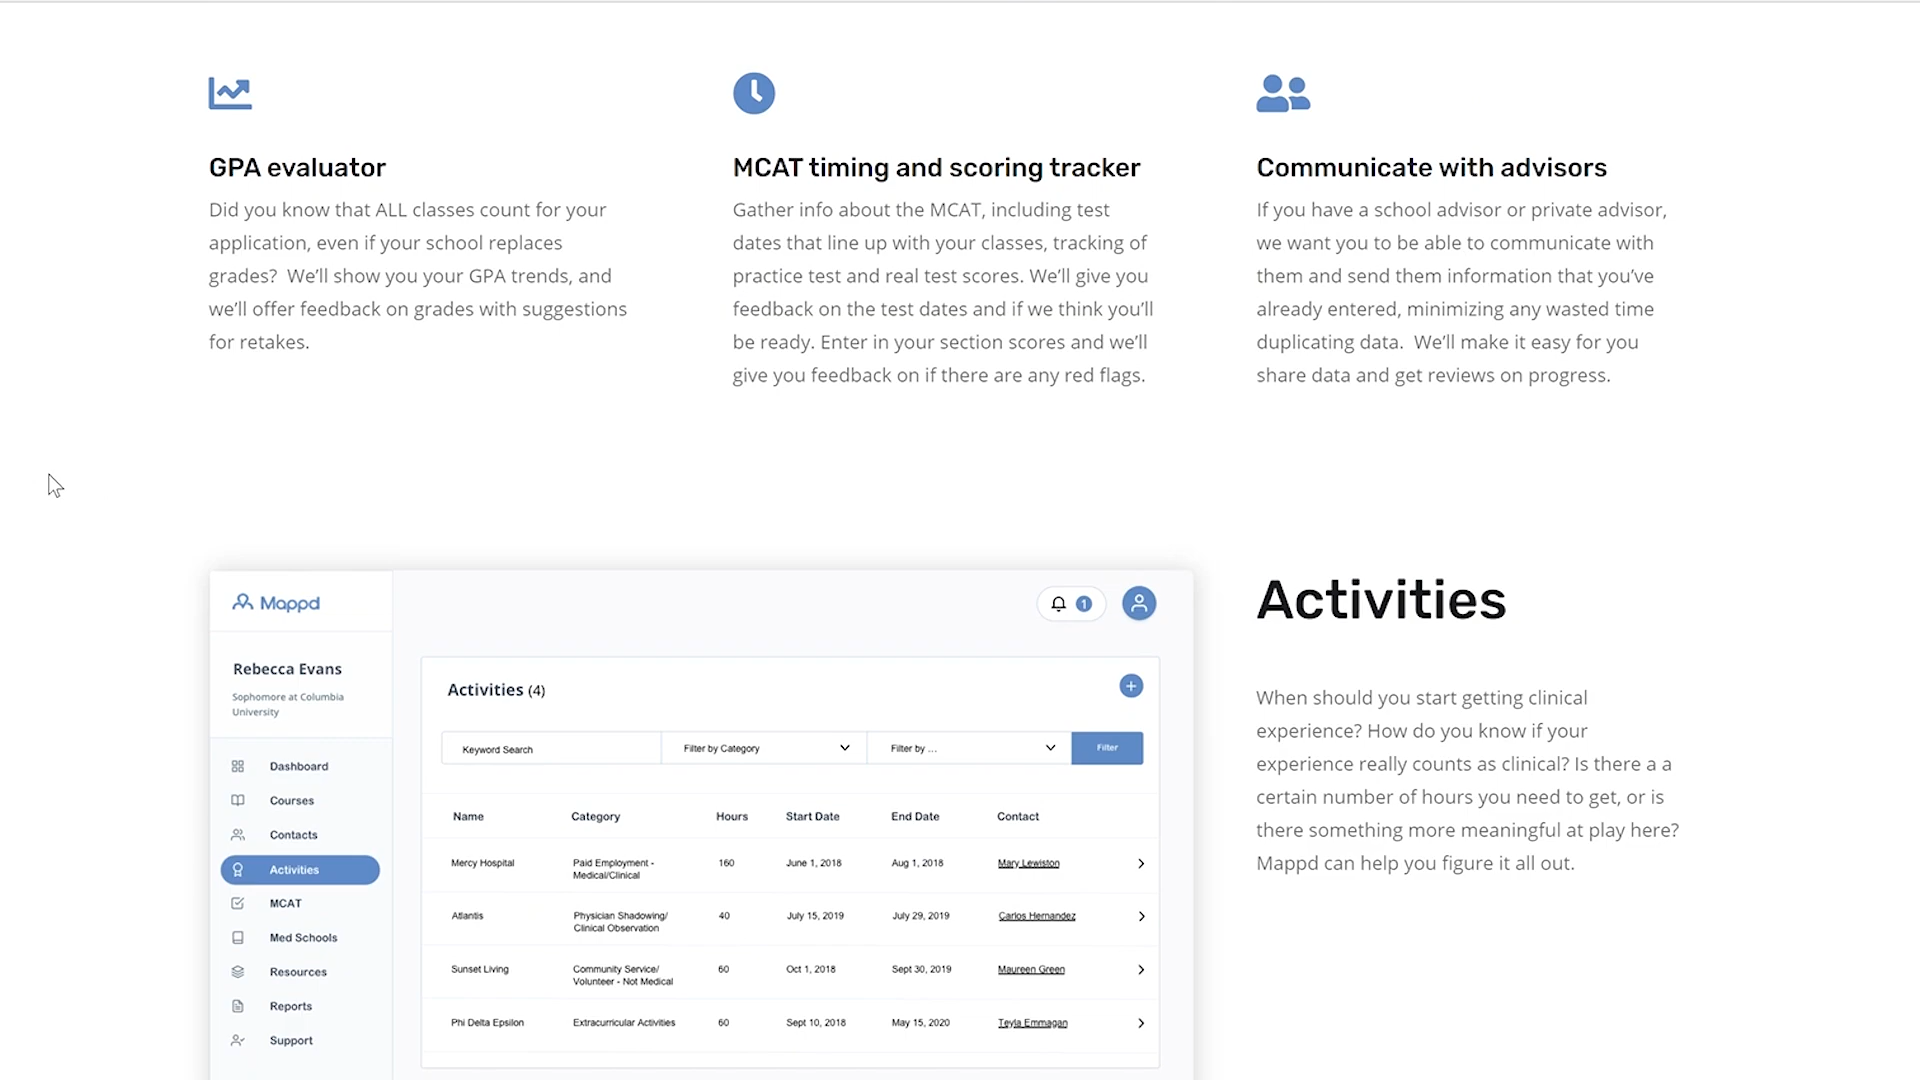 GPA evaluator
Did you know that ALL classes count for your
application, even if your school replaces
grades?  We'll show you your GPA trends, and
we'll offer feedback on grades with suggestions
for retakes.
MCAT timing and scoring tracker
Gather info about the MCAT, including test
dates that line up with your classes, tracking of
practice test and real test scores. We'll give you
feedback on the test dates and if we think you'll
be ready. Enter in your section scores and we'll
give you feedback on if there are any red flags.
Communicate with advisors
If you have a school advisor or private advisor,
we want you to be able to communicate with
them and send them information that you've
already entered, minimizing any wasted time
duplicating data.  We'll make it easy for you
share data and get reviews on progress.
Mappd
1
Rebecca Evans
Sophomore at Columbia
University
Dashboard
Courses
Contacts
Activities
MCAT
Med Schools
Resources
Reports
Support
Activities (4)
Keyword Search Filter by Category Filter by ... Filter
Name Category Hours Start Date End Date Contact
Mercy Hospital Paid Employment - 160 June 1, 2018 Aug 1, 2018 Mary Lewiston
Medical/Clinical
Atlantis Physician Shadowing/ 40 July 15, 2019 July 29, 2019 Carlos Hernandez
Clinical Observation
Sunset Living Community Service/ 60 Oct 1, 2018 Sept 30, 2019 Maureen Green
Volunteer - Not Medical
Phi Delta Epsilon Extracurricular Activities 60 Sept 10, 2018 May 15, 2020 Teyla Emmagan
Activities
When should you start getting clinical
experience? How do you know if your
experience really counts as clinical? Is there a a
certain number of hours you need to get, or is
there something more meaningful at play here?
Mappd can help you figure it all out.